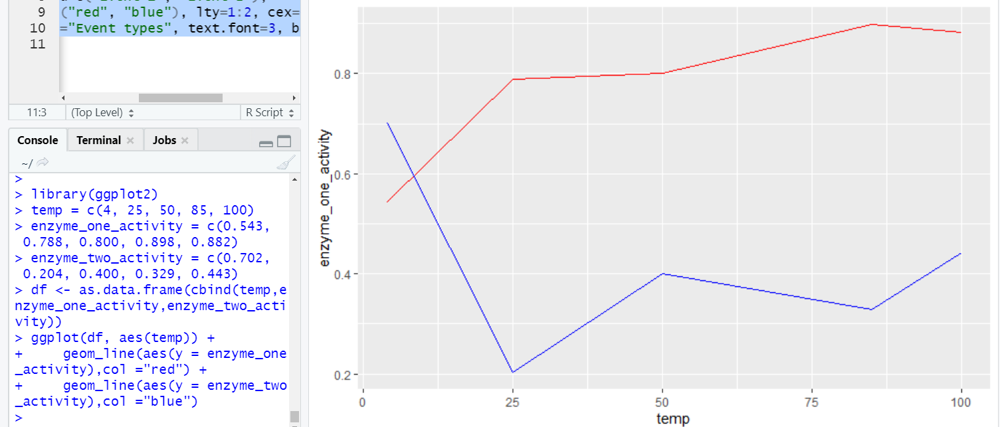 9 ("red", "blue"), lty=1:2, cex=
10 ="Event types", text.font=3, b
11
11:3 (Top Level) R Script
Console Terminal Jobs
~/
>
> library(ggplot2)
> temp = c(4, 25, 50, 85, 100)
> enzyme_one_activity = c(0.543,
0.788, 0.800, 0.898, 0.882)
> enzyme_two_activity = c(0.702,
0.204, 0.400, 0.329, 0.443)
> df <- as.data.frame(cbind(temp,e
nzyme_one_activity,enzyme_two_acti
vity))
> ggplot(df, aes(temp)) +
+     geom_line(aes(y = enzyme_one
_activity),col ="red") +
+     geom_line(aes(y = enzyme_two
_activity),col ="blue")
>
enzyme_one_activity
0.8
0.6
0.4
0.2
0 25 50 75 100
temp